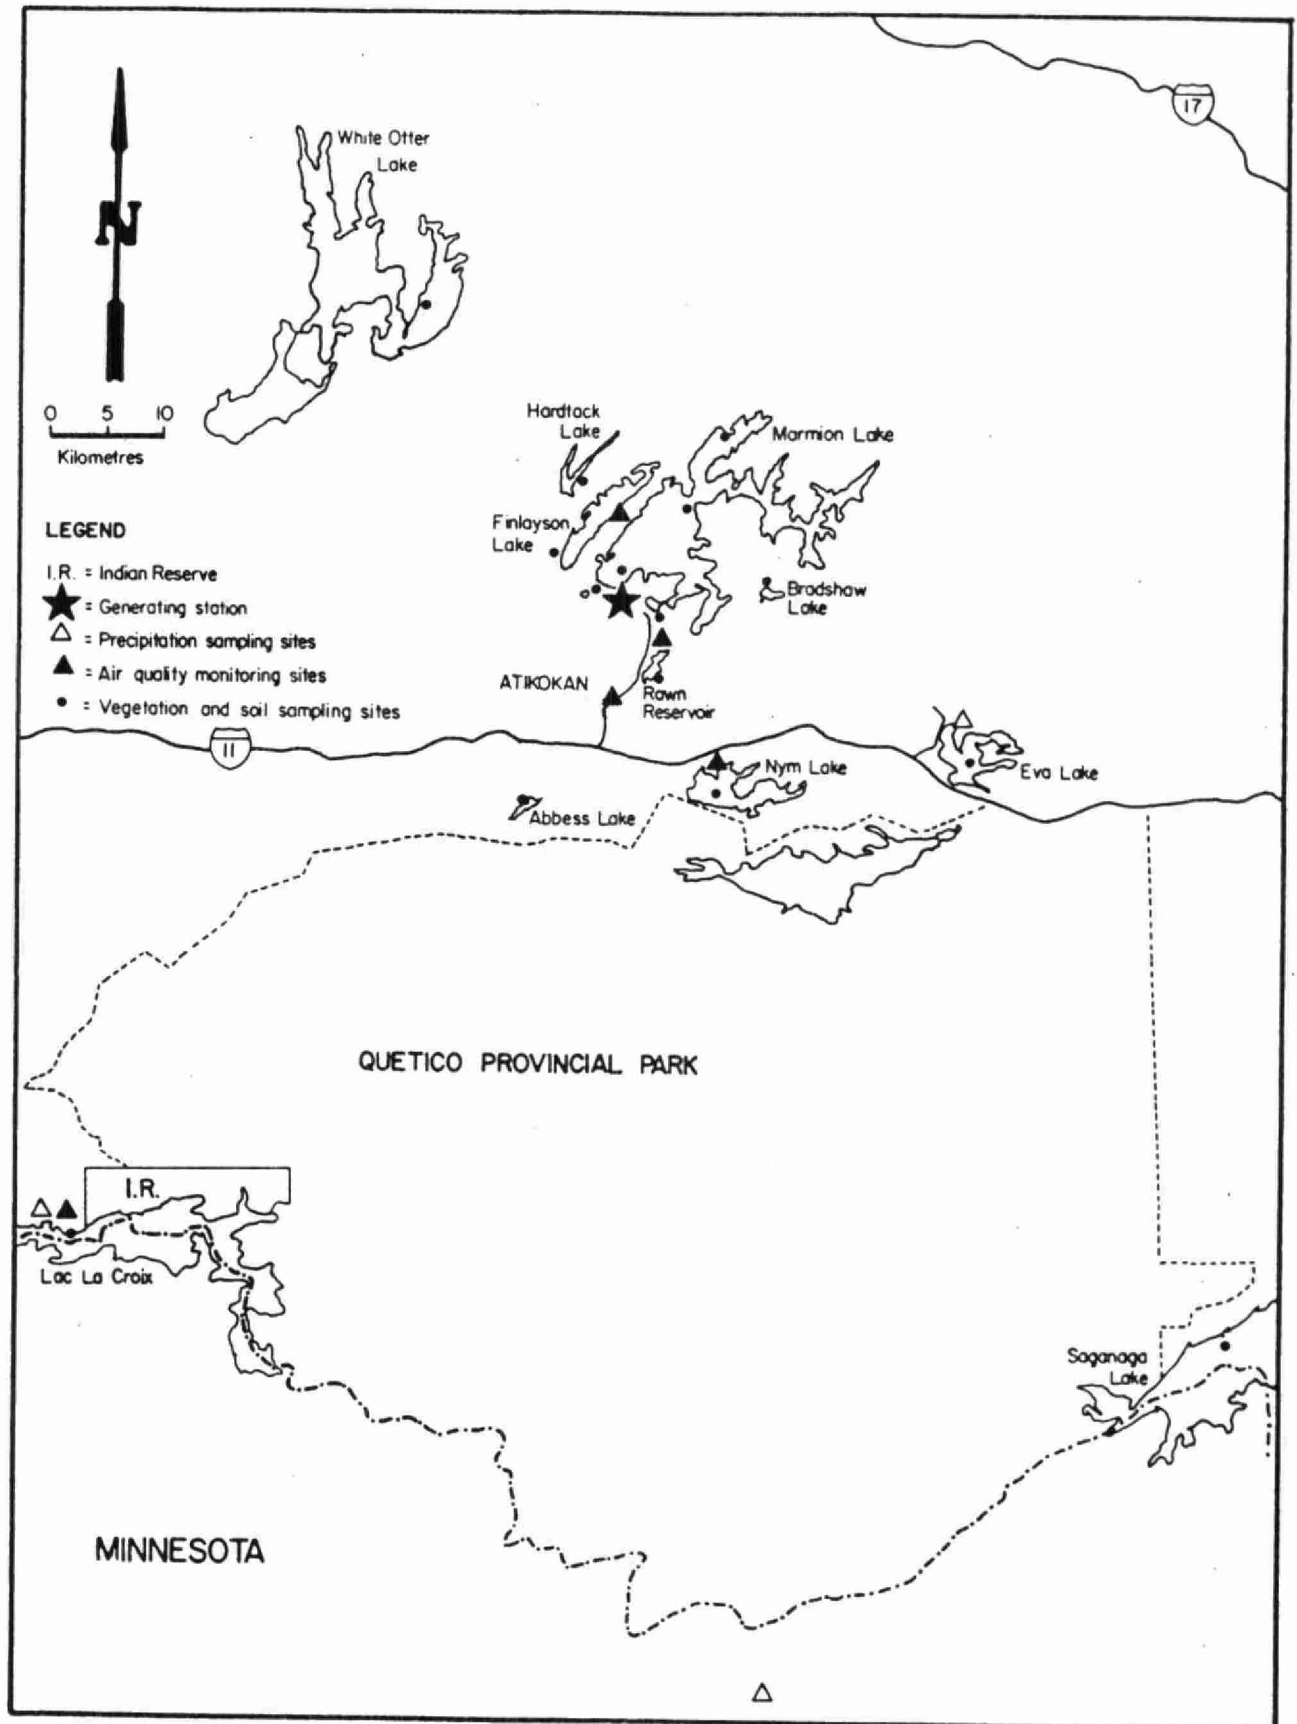 17
White Otter
Lake
N
0 5 10
Kilometres
Hardtack
Lake
Marmion Lake
Finlayson
Lake
LEGEND
I.R. = Indian Reserve
= Generating station
= Precipitation sampling sites
= Air quality monitoring sites
= Vegetation and soil sampling sites
Bradshaw
Lake
ATIKOKAN
Rawn
Reservoir
11
Nym Lake
Eva Lake
Abbess Lake
QUETICO PROVINCIAL PARK
I.R.
Lac La Croix
Saganaga
Lake
MINNESOTA